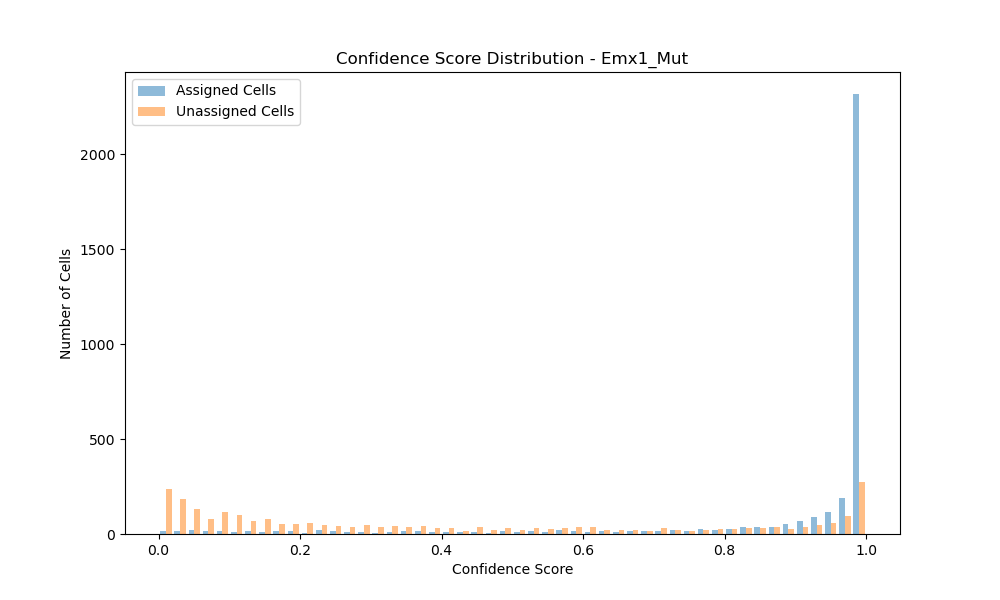 Confidence Score Distribution - Emx1_Mut
Assigned Cells
Unassigned Cells
Number of Cells
2000
1500
1000
500
0
0.0 0.2 0.4 0.6 0.8 1.0
Confidence Score